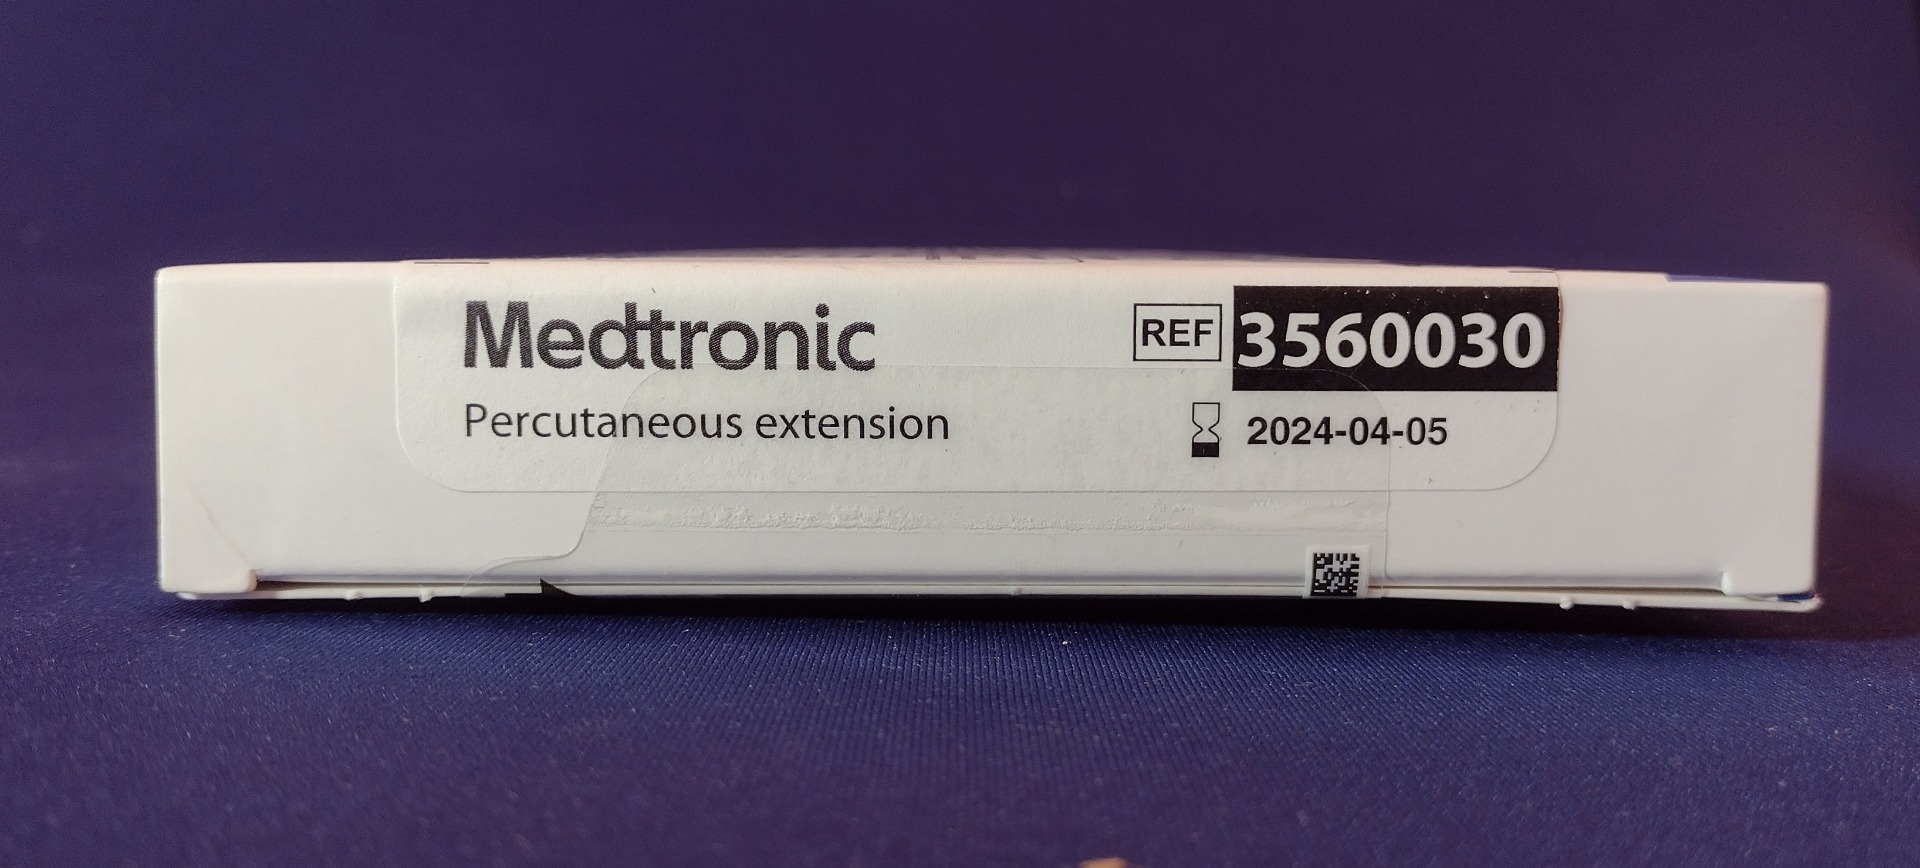 Medtronic
REF 3560030
Percutaneous extension
2024-04-05